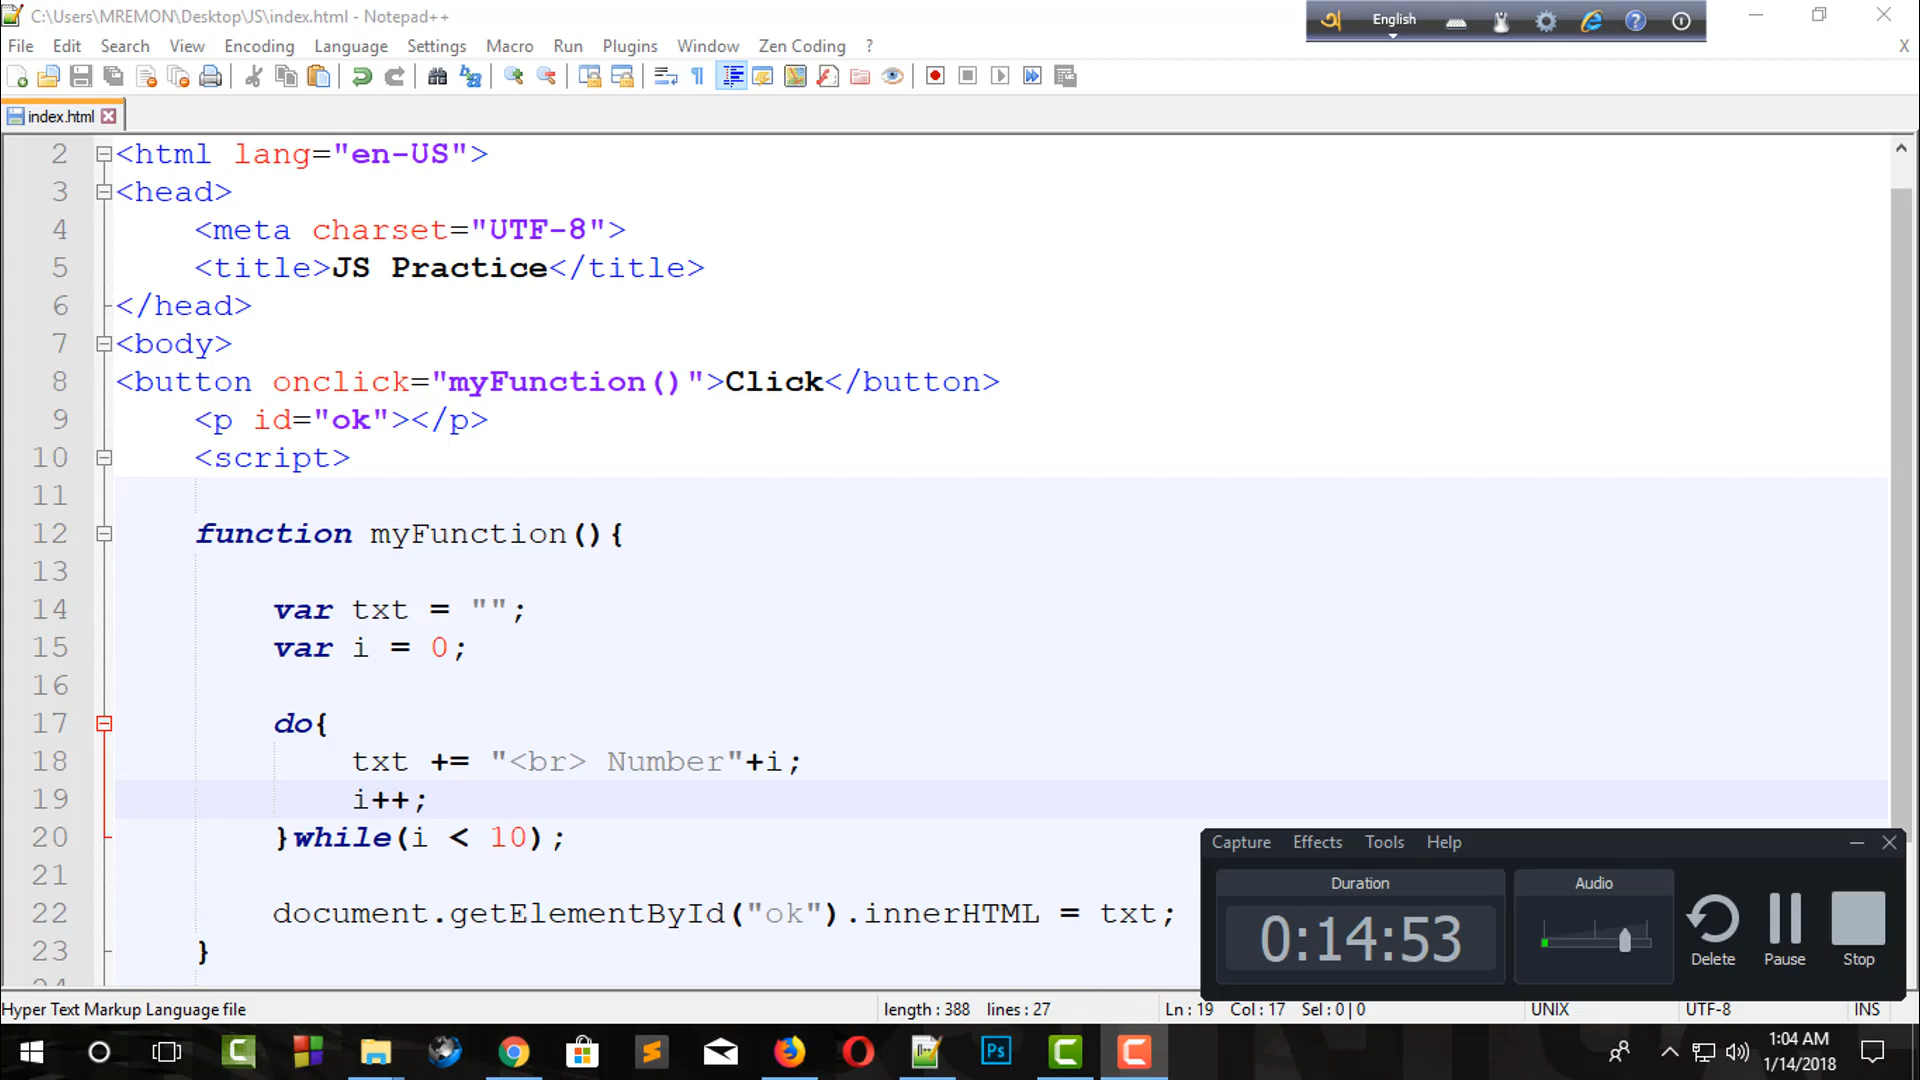 C:\Users\MREMON\Desktop\JS\index.html - Notepad++
অ English
File Edit Search View Encoding Language Settings Macro Run Plugins Window Zen Coding ? X
index.html
2 <html lang="en-US">
3 <head>
4 <meta charset="UTF-8">
5 <title>JS Practice</title>
6 </head>
7 <body>
8 <button onclick="myFunction()">Click</button>
9 <p id="ok"></p>
10 <script>
11
12 function myFunction(){
13
14 var txt = "";
15 var i = 0;
16
17 do{
18 txt += "<br> Number"+i;
19 i++;
20 }while(i < 10);
21
22 document.getElementById("ok").innerHTML = txt;
23 }
Capture Effects Tools Help
Duration Audio
0:14:53
Delete Pause Stop
Hyper Text Markup Language file length : 388 lines : 27 Ln : 19 Col : 17 Sel : 0 | 0 UNIX UTF-8 INS
Ps
1:04 AM
1/14/2018